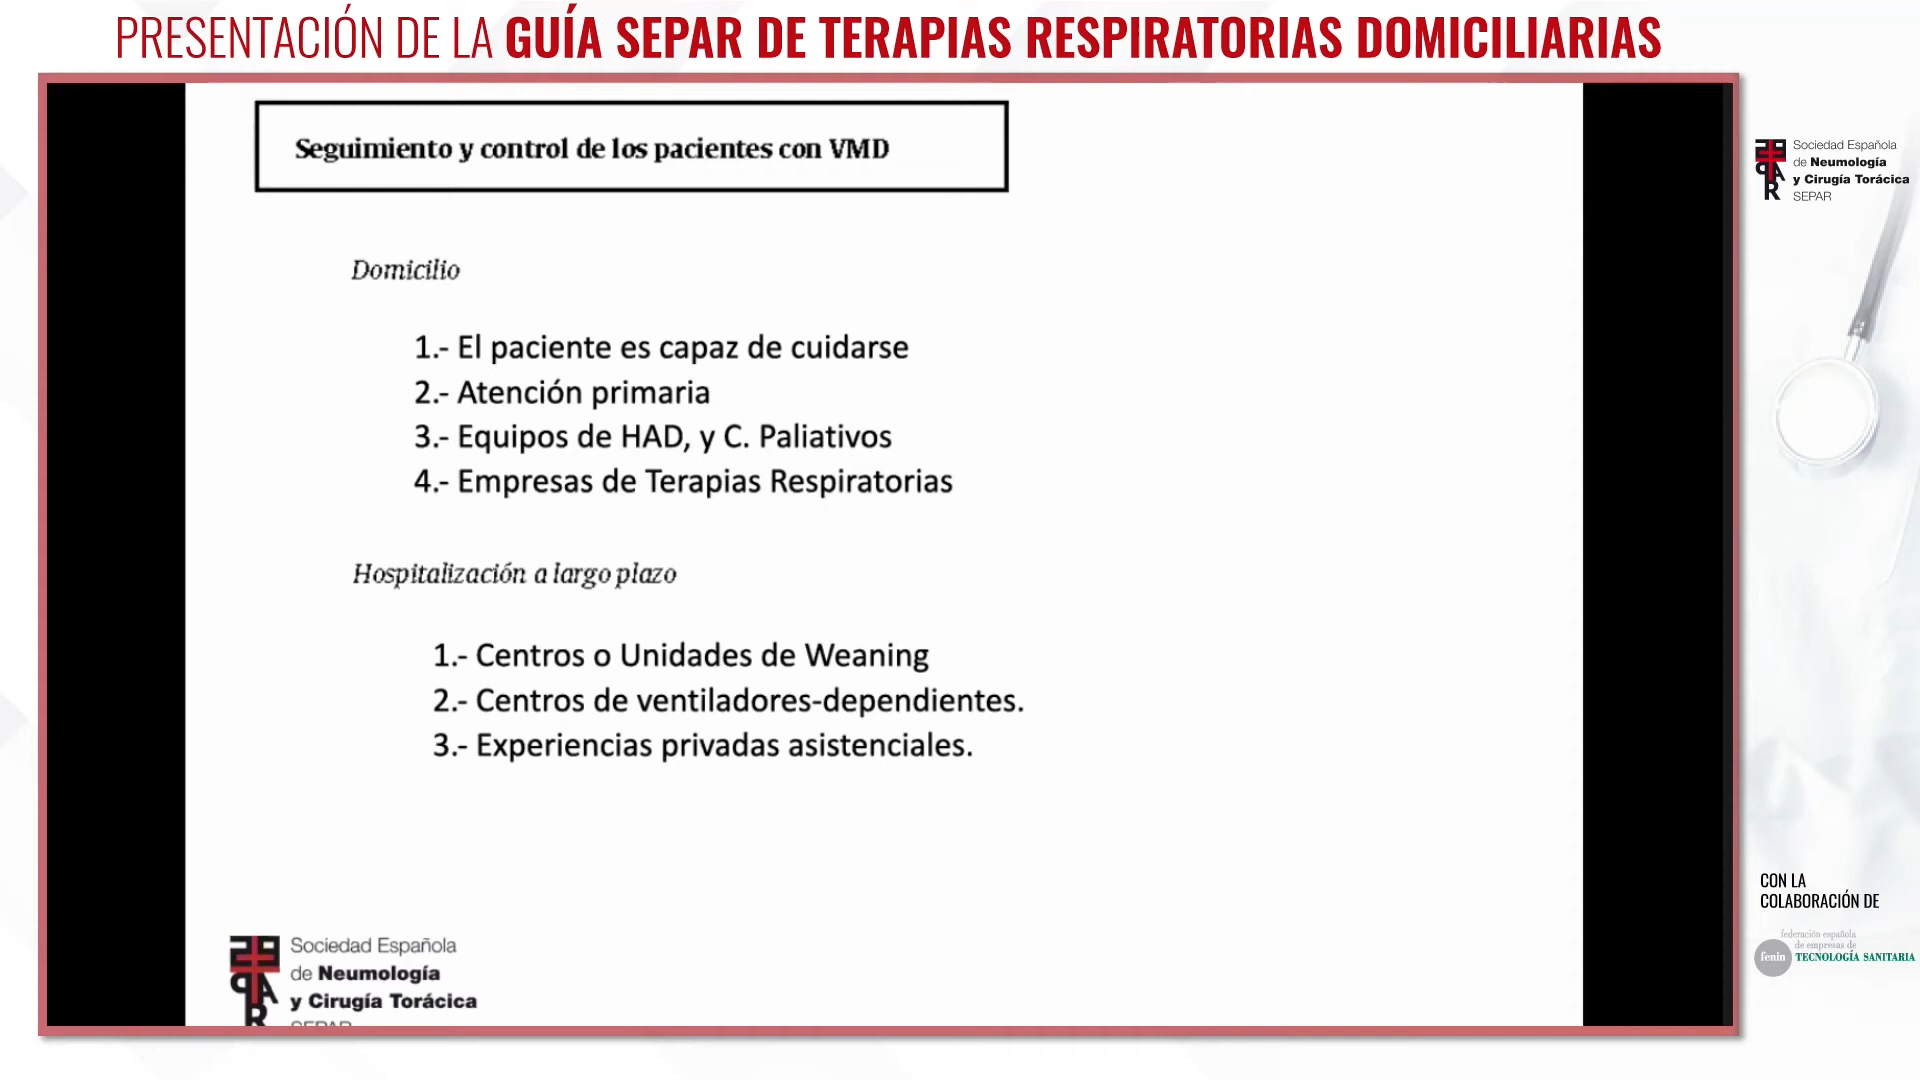 PRESENTACIÓN DE LA GUÍA SEPAR DE TERAPIAS RESPIRATORIAS DOMICILIARIAS
Seguimiento y control de los pacientes con VMD
Domicilio
1.- El paciente es capaz de cuidarse
2.- Atención primaria
3.- Equipos de HAD, y C. Paliativos
4.- Empresas de Terapias Respiratorias
Hospitalización a largo plazo
1.- Centros o Unidades de Weaning
2.- Centros de ventiladores-dependientes.
3.- Experiencias privadas asistenciales.
Sociedad Española
de Neumología
y Cirugía Torácica
SEPAR
Sociedad Española
de Neumología
y Cirugía Torácica
SEPAR
CON LA
COLABORACIÓN DE
federación española
de empresas de
fenin TECNOLOGÍA SANITARIA